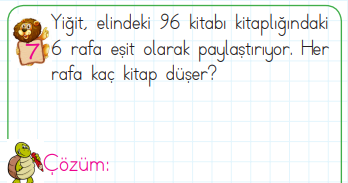 Yiğit, elindeki 96 kitabı kitaplığındaki
7 6 rafa eşit olarak paylaştırıyor. Her
rafa kaç kitap düşer?
Çözüm: